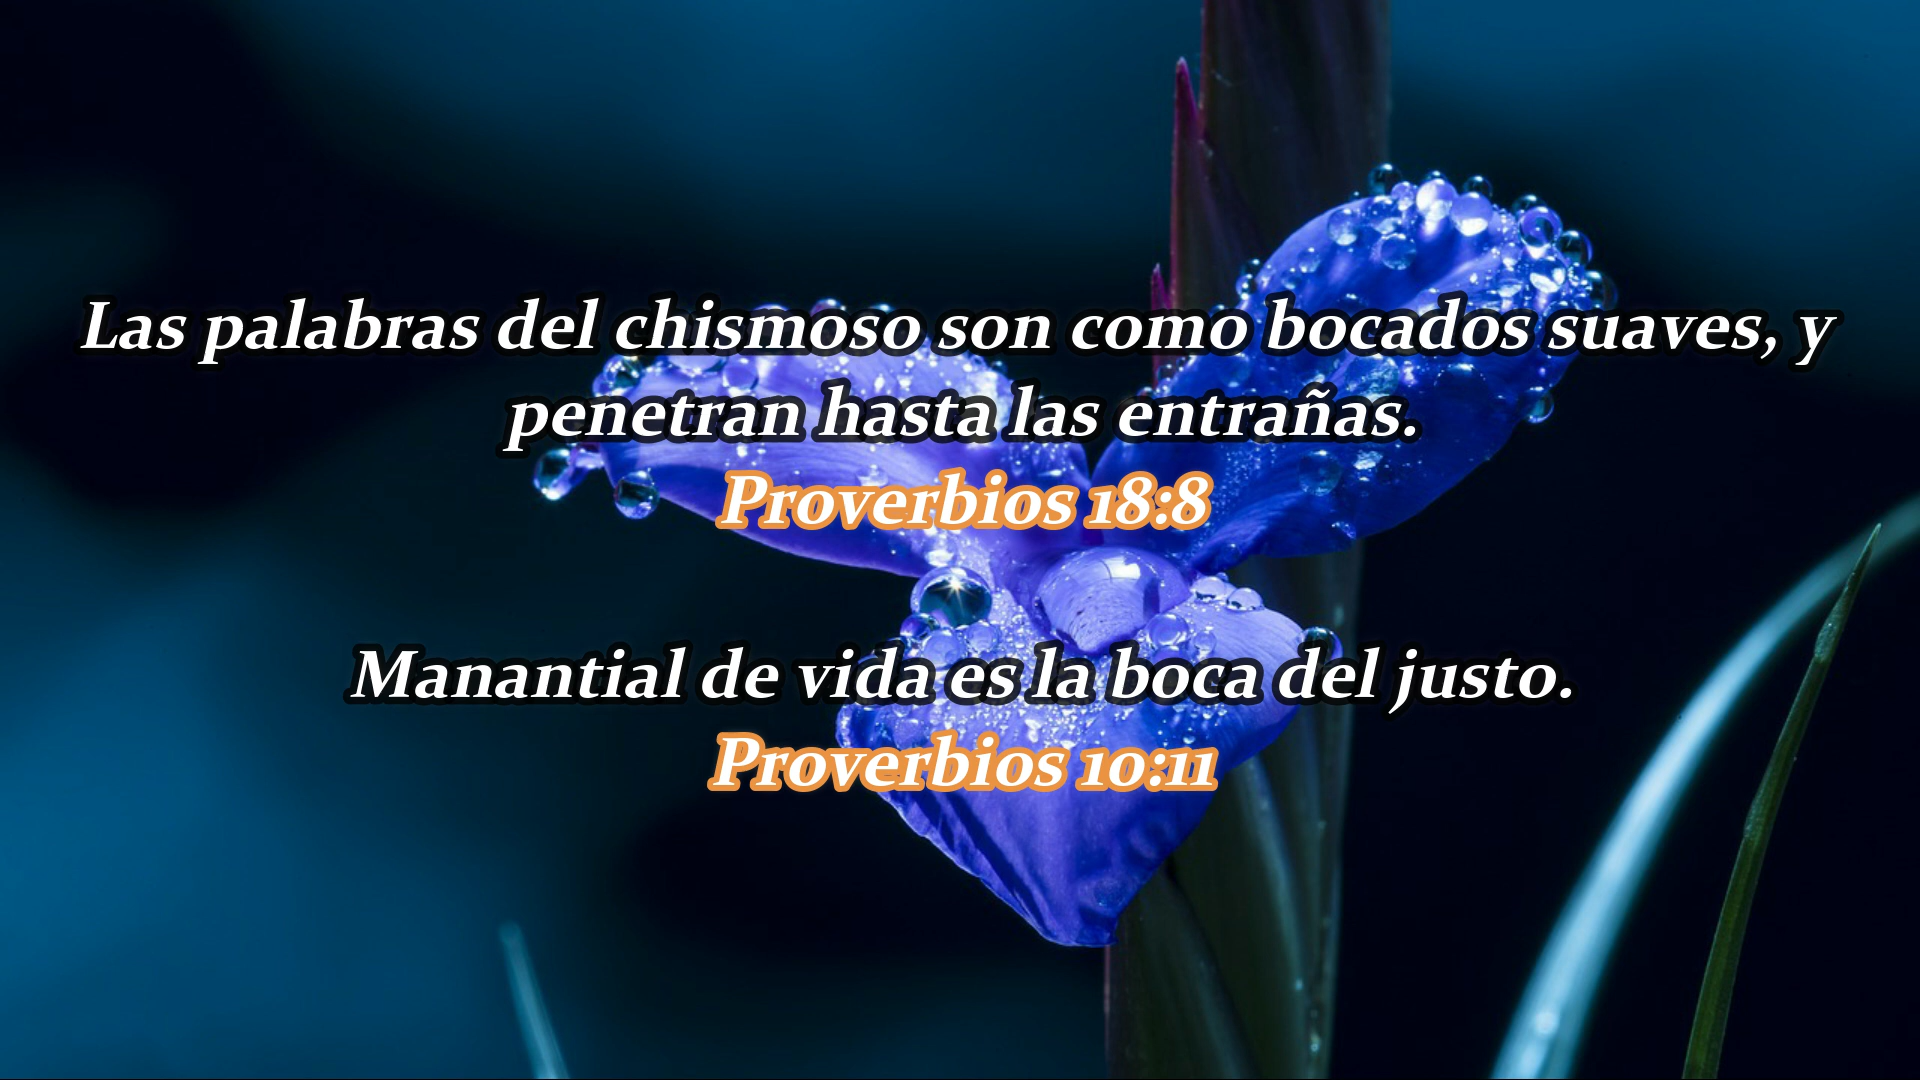 Las palabras del chismoso son como bocados suaves, y
penetran hasta las entrañas.
Proverbios 18:8
Manantial de vida es la boca del justo.
Proverbios 10:11